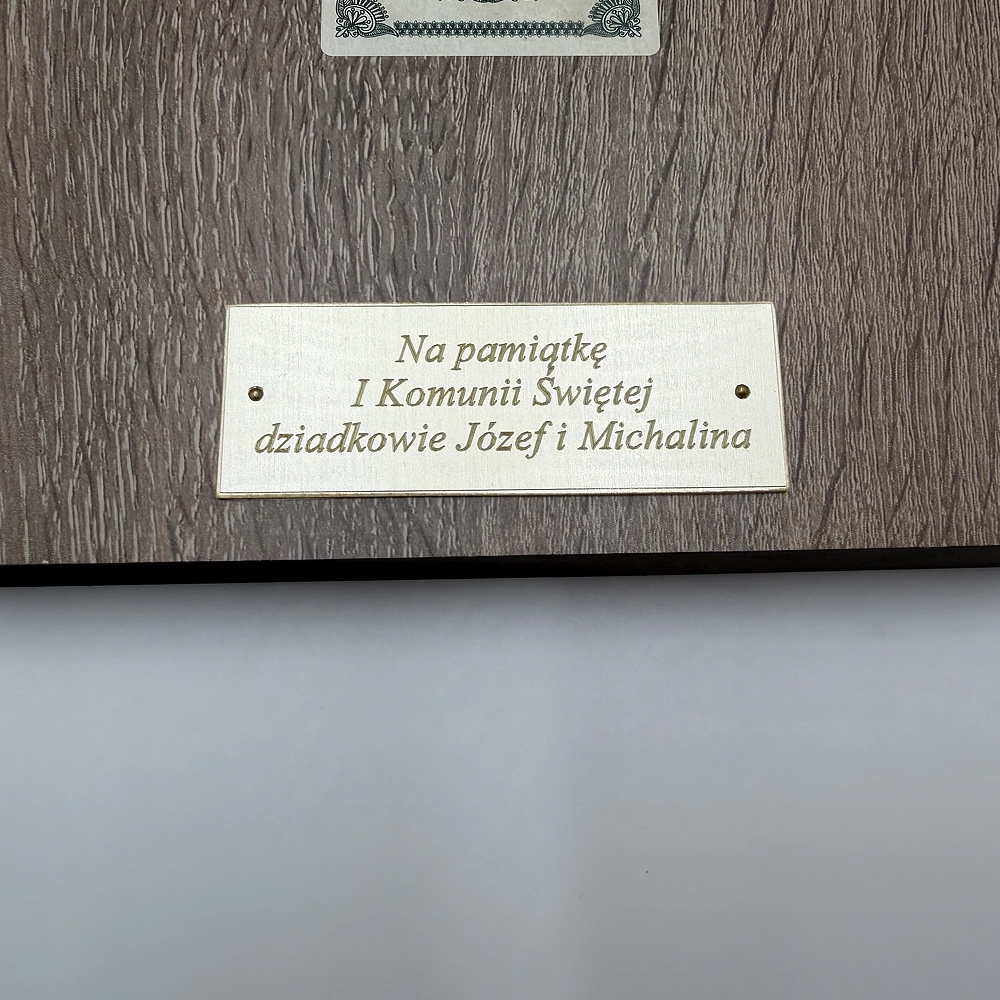 Na pamiątkę
I Komunii Świętej
dziadkowie Józef i Michalina